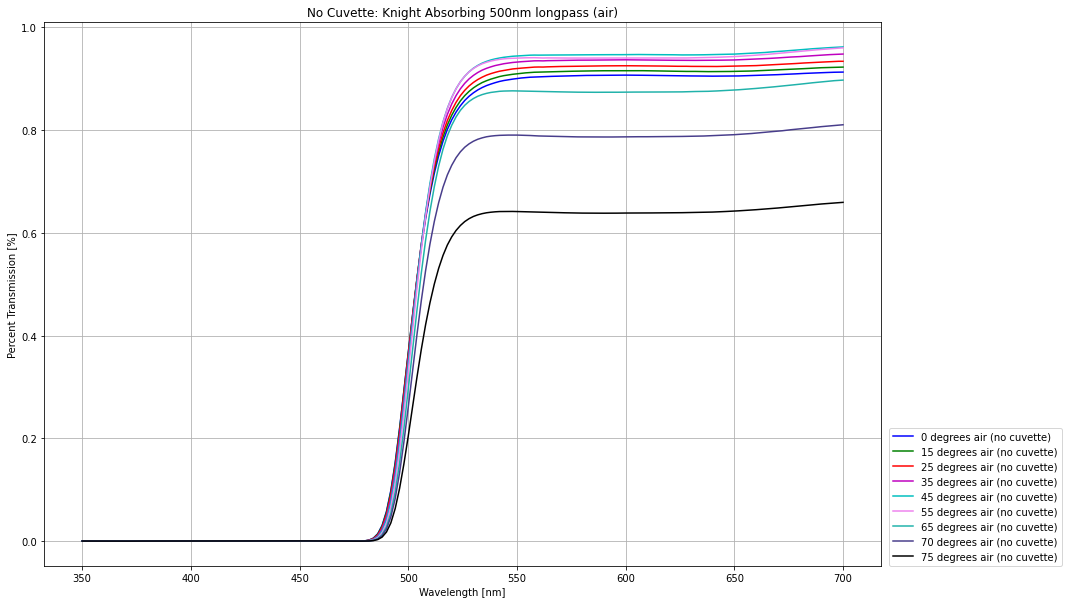 No Cuvette: Knight Absorbing 500nm longpass (air)
1.0
0.8
0.6
0.4
0.2
0.0
Percent Transmission [%]
350 400 450 500 550 600 650 700
Wavelength [nm]
0 degrees air (no cuvette)
15 degrees air (no cuvette)
25 degrees air (no cuvette)
35 degrees air (no cuvette)
45 degrees air (no cuvette)
55 degrees air (no cuvette)
65 degrees air (no cuvette)
70 degrees air (no cuvette)
75 degrees air (no cuvette)